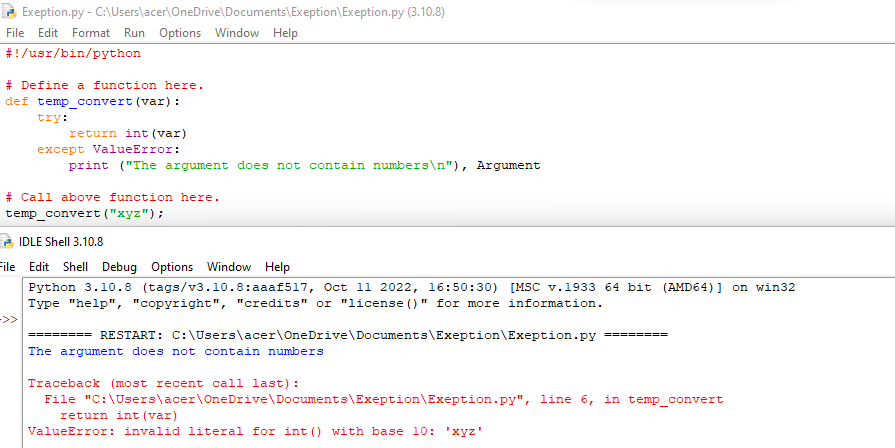 Exeption.py - C:\Users\acer\OneDrive\Documents\Exeption\Exeption.py (3.10.8)
File Edit Format Run Options Window Help
#!/usr/bin/python
# Define a function here.
def temp_convert(var):
    try:
        return int(var)
    except ValueError:
        print ("The argument does not contain numbers\n"), Argument
# Call above function here.
temp_convert("xyz");
IDLE Shell 3.10.8
File Edit Shell Debug Options Window Help
Python 3.10.8 (tags/v3.10.8:aaaf517, Oct 11 2022, 16:50:30) [MSC v.1933 64 bit (AMD64)] on win32
Type "help", "copyright", "credits" or "license()" for more information.
>>>
======== RESTART: C:\Users\acer\OneDrive\Documents\Exeption\Exeption.py ========
The argument does not contain numbers
Traceback (most recent call last):
  File "C:\Users\acer\OneDrive\Documents\Exeption\Exeption.py", line 6, in temp_convert
    return int(var)
ValueError: invalid literal for int() with base 10: 'xyz'